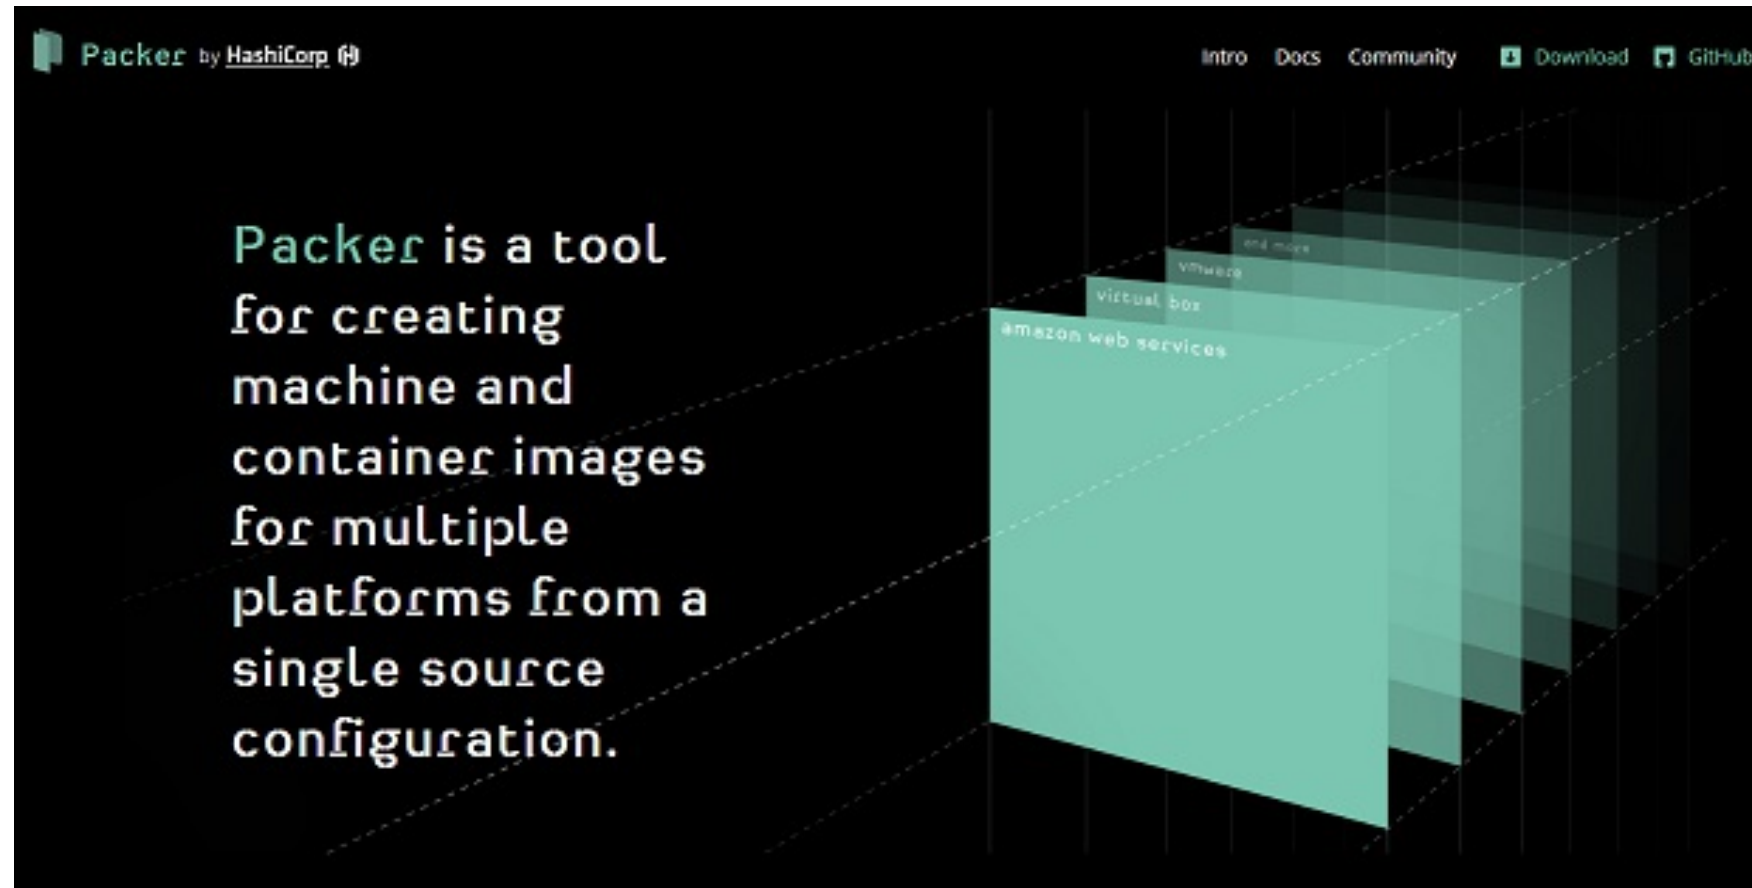 Packer by HashiCorp
Intro Docs Community Download GitHub
Packer is a tool
for creating
machine and
container images
for multiple
platforms from a
single source
configuration.
and more
vmware
virtual box
amazon web services